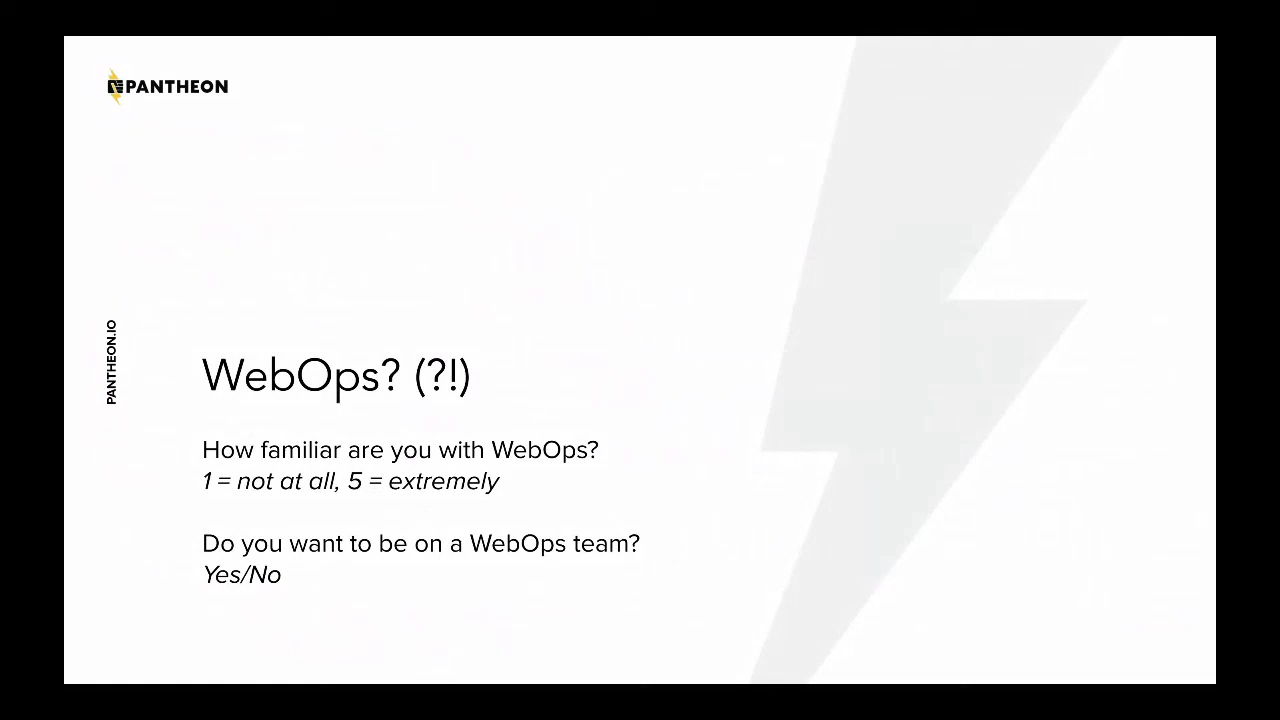 PANTHEON
PANTHEON.IO
WebOps? (?!)
How familiar are you with WebOps?
1 = not at all, 5 = extremely
Do you want to be on a WebOps team?
Yes/No